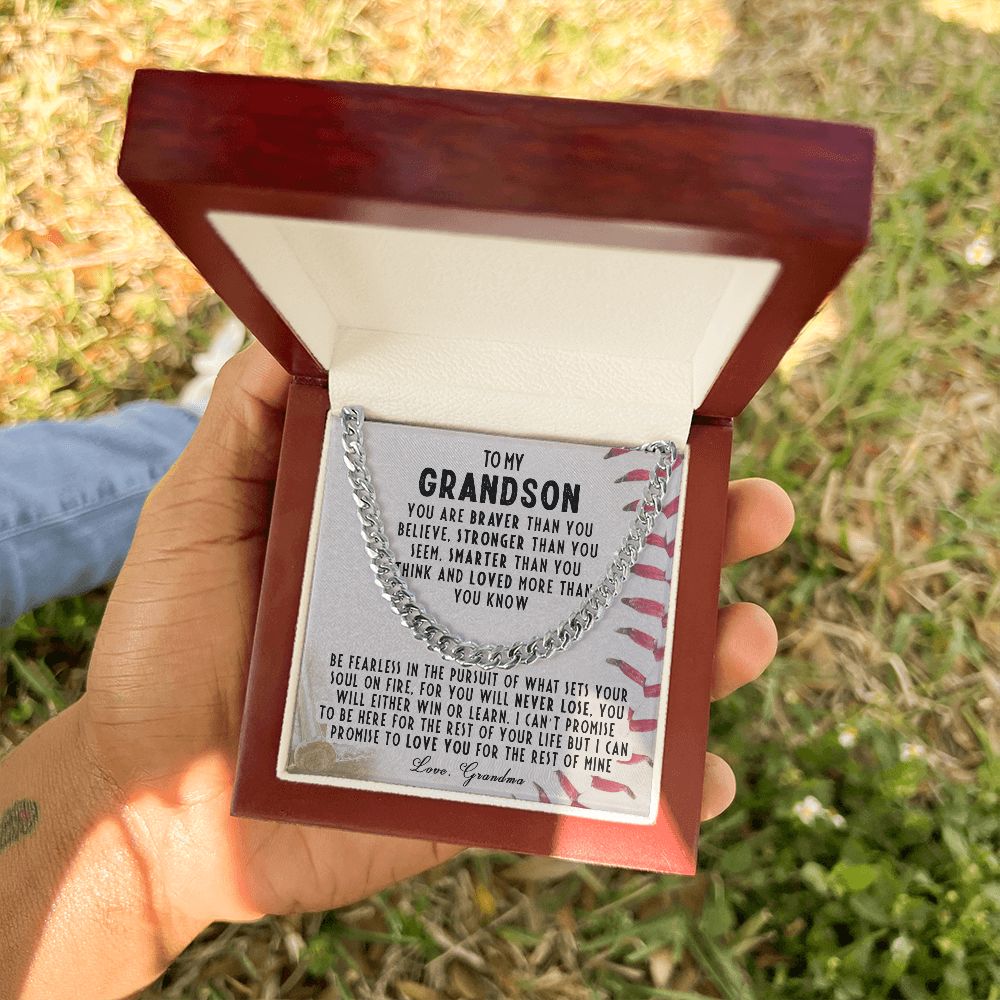 TO MY
GRANDSON
YOU ARE BRAVER THAN YOU
BELIEVE, STRONGER THAN YOU
SEEM, SMARTER THAN YOU
THINK AND LOVED MORE THAN
YOU KNOW
BE FEARLESS IN THE PURSUIT OF WHAT SETS YOUR
SOUL ON FIRE, FOR YOU WILL NEVER LOSE, YOU
WILL EITHER WIN OR LEARN. I CAN'T PROMISE
TO BE HERE FOR THE REST OF YOUR LIFE BUT I CAN
PROMISE TO LOVE YOU FOR THE REST OF MINE
Love, Grandma